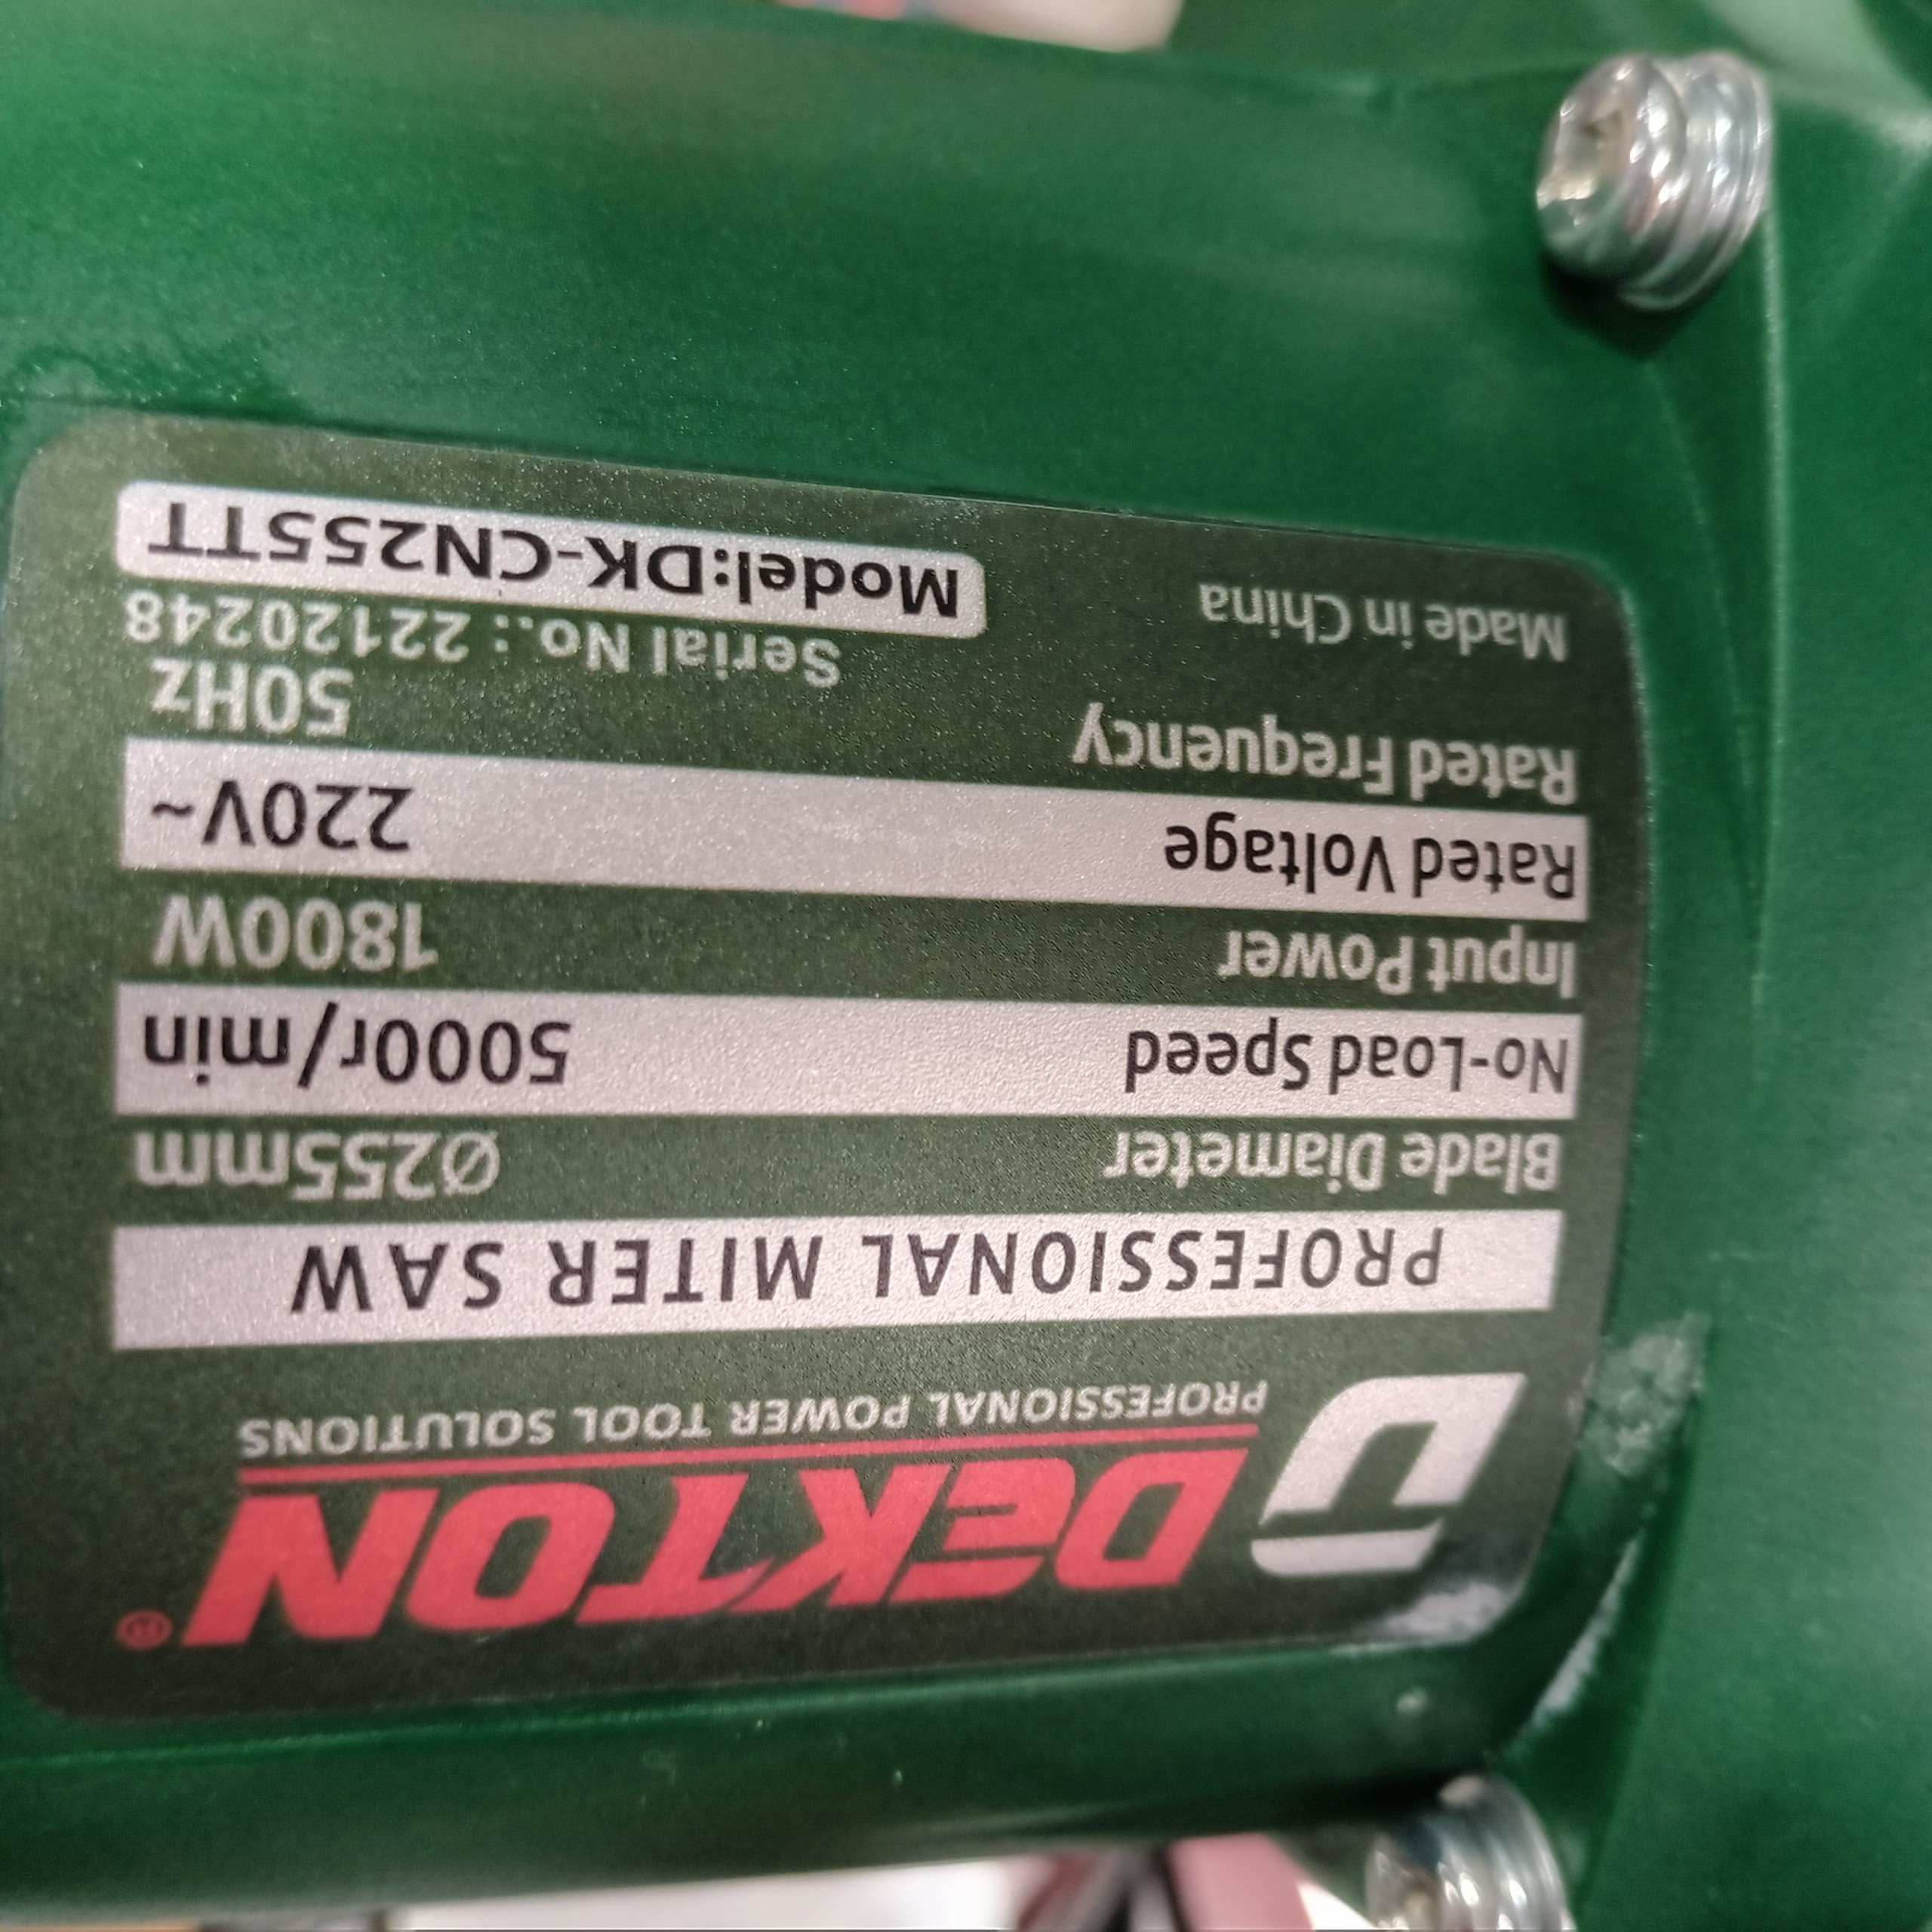 DEKTON®
PROFESSIONAL POWER TOOL SOLUTIONS
PROFESSIONAL MITER SAW
Blade Diameter Ø255mm
No-Load Speed 5000r/min
Input Power 1800W
Rated Voltage 220V~
Rated Frequency 50Hz
Serial No.: 22120248
Made in China Model:DK-CN255TT